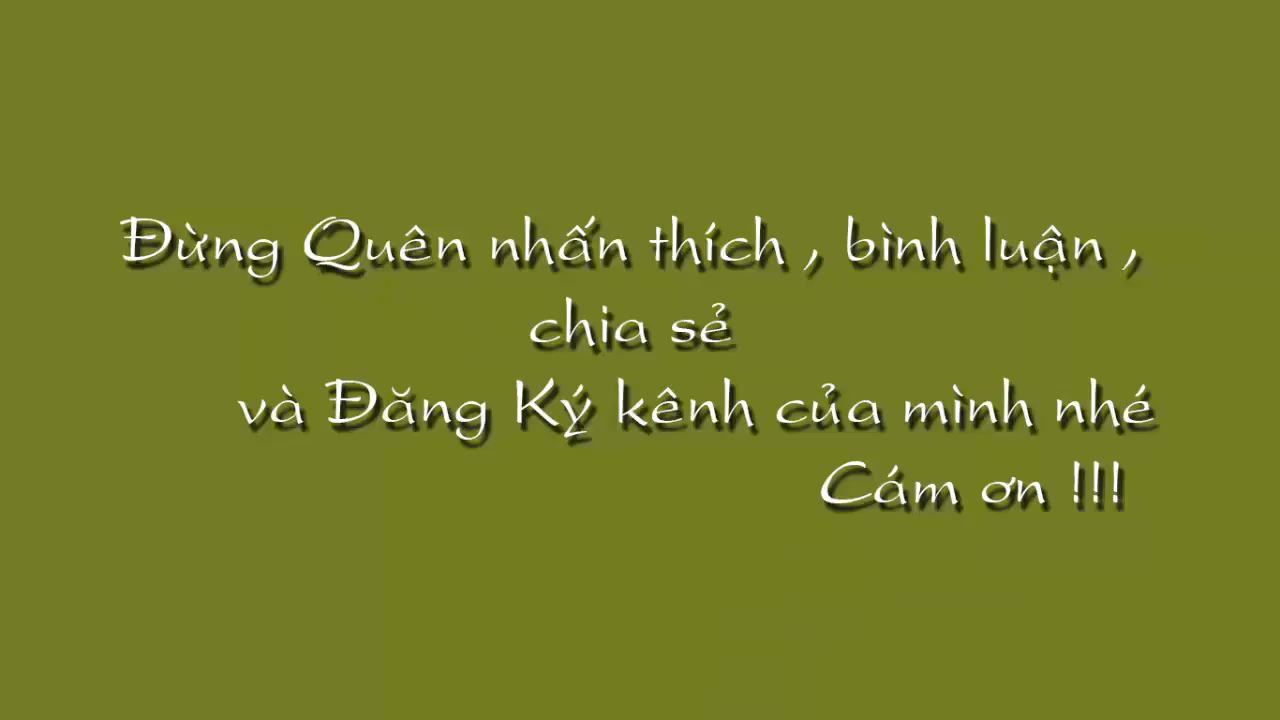 Đừng Quên nhấn thích , bình luận ,
chia sẻ
và Đăng Ký kênh của mình nhé
Cám ơn !!!